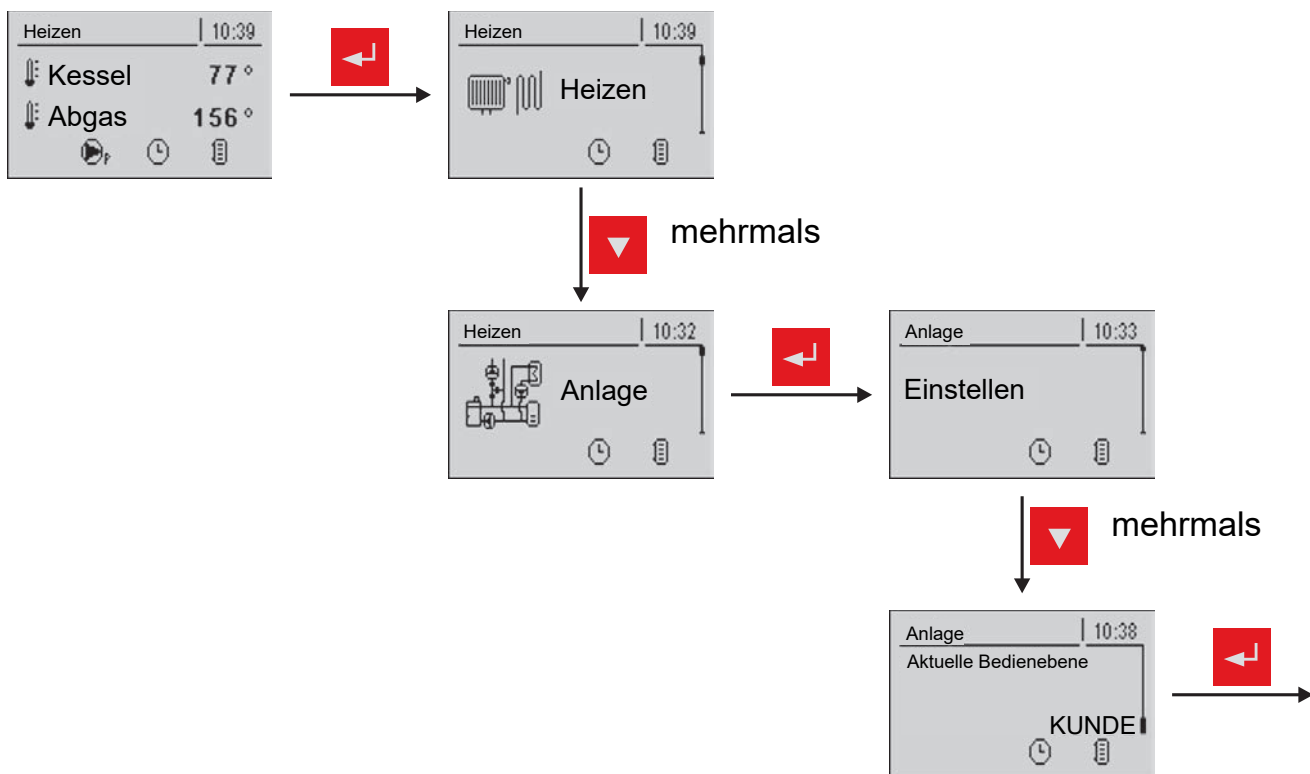 Heizen 10:39
Kessel 77°
Abgas 156°
Heizen 10:39
Heizen
mehrmals
Heizen 10:32
Anlage
Anlage 10:33
Einstellen
mehrmals
Anlage 10:38
Aktuelle Bedienebene
KUNDE